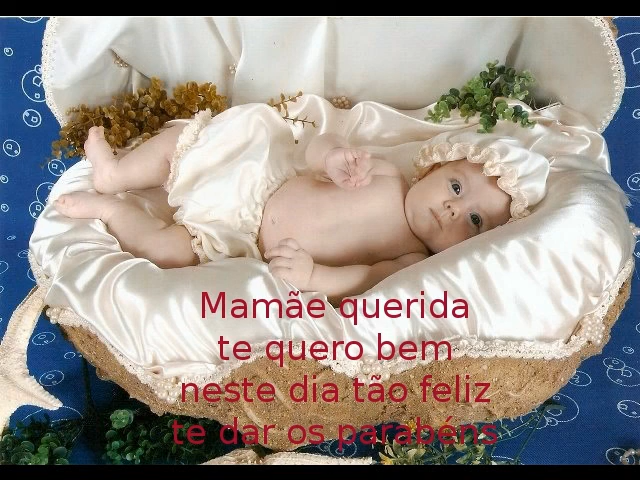 Mamãe querida
te quero bem
neste dia tão feliz
te dar os parabéns